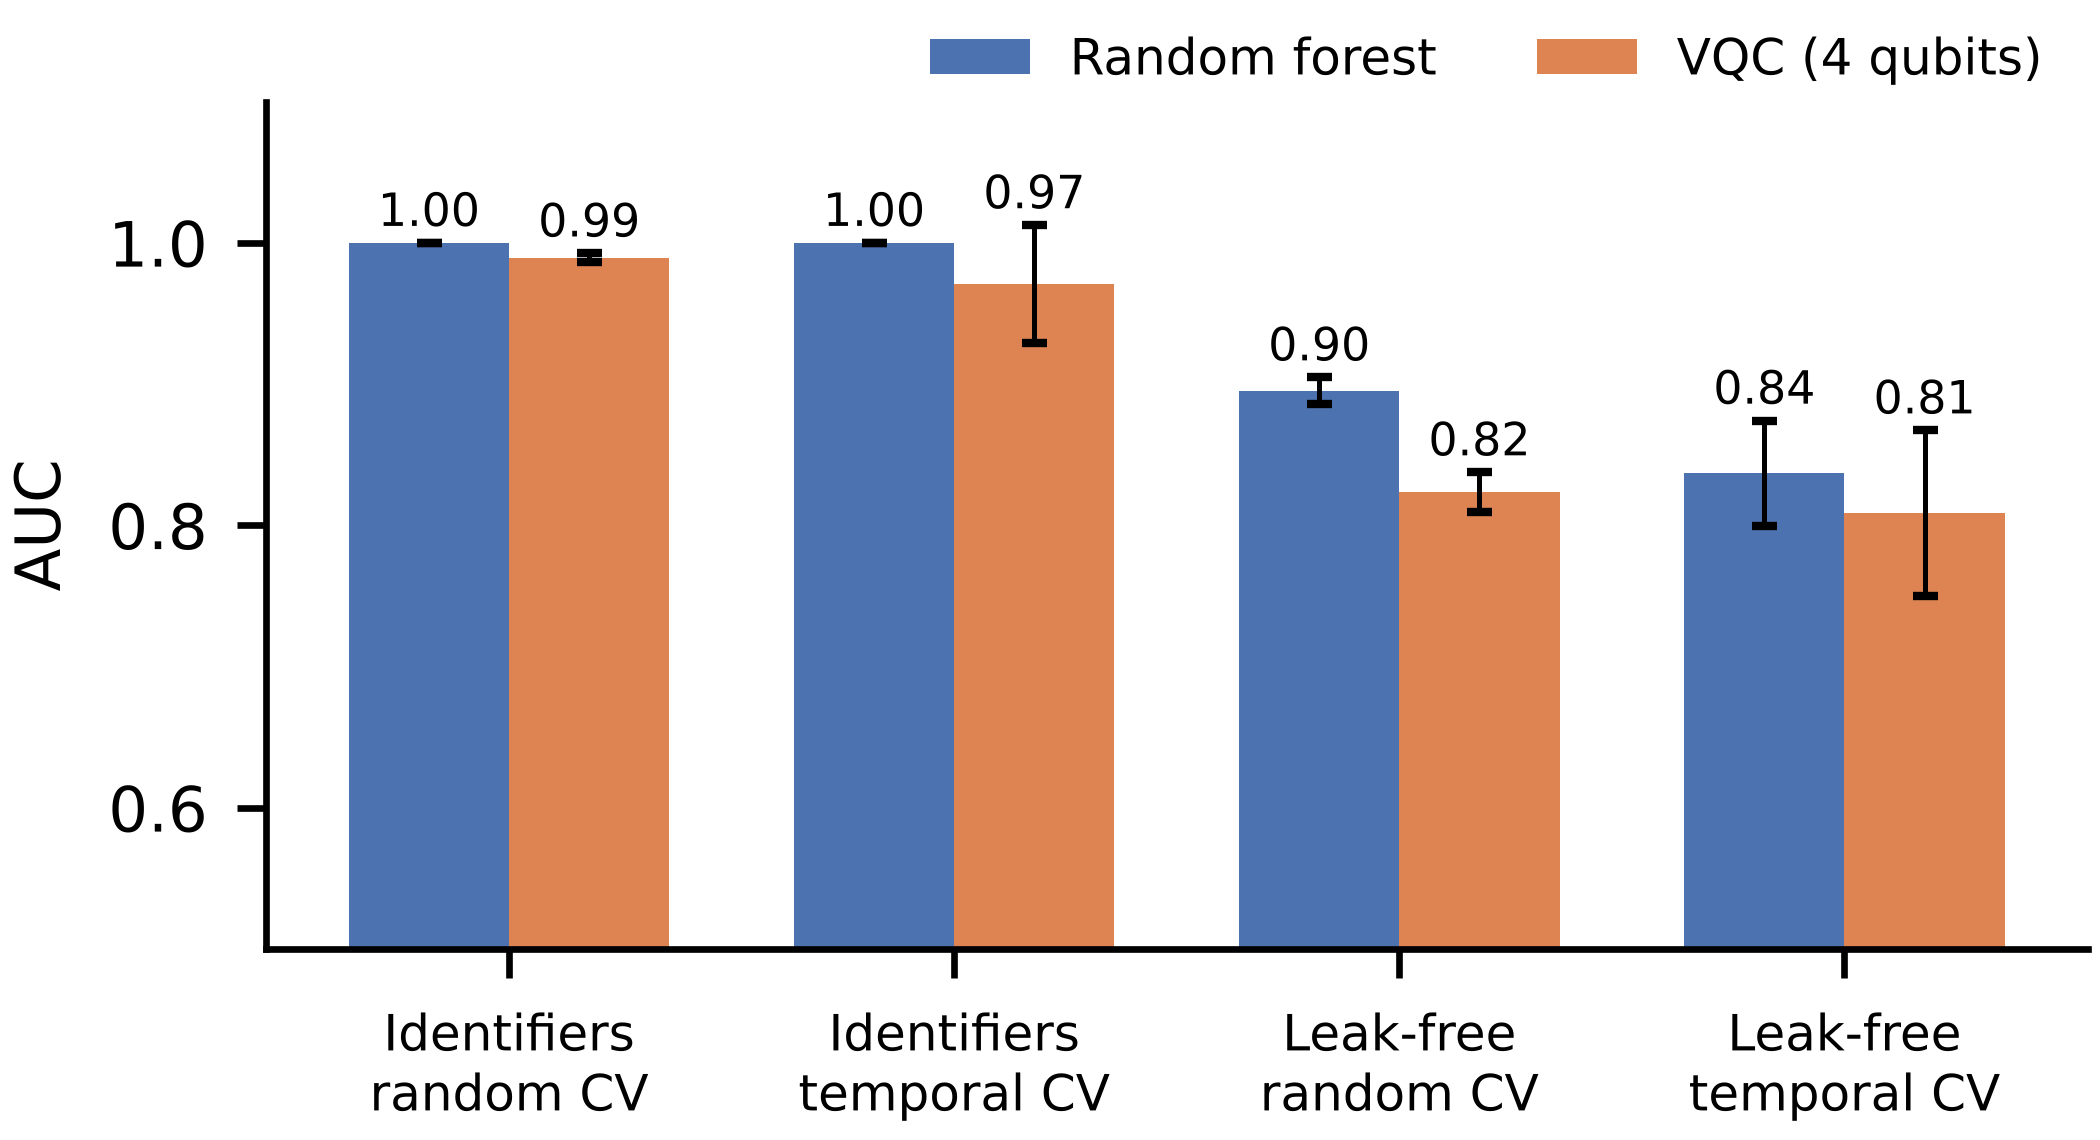 Random forest VQC (4 qubits)
1.00 0.99 1.00 0.97
0.90 0.82 0.84 0.81
1.0
0.8
0.6
AUC
Identifiers
random CV
Identifiers
temporal CV
Leak-free
random CV
Leak-free
temporal CV